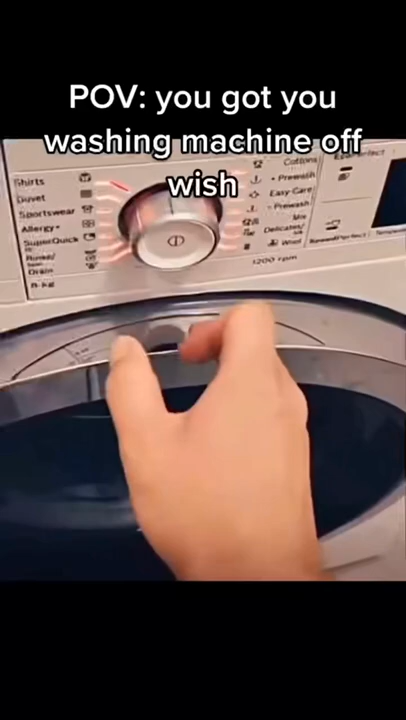 POV: you got you
washing machine off
wish
Shirts
Duvet
Sportswear
Allergy+
SuperQuick
Rinse/
Drain
Cottons
+ Prewash
Easy-Care
+ Prewash
Mix
Delicates/
Wool
1200 rpm
SpeedPerfect